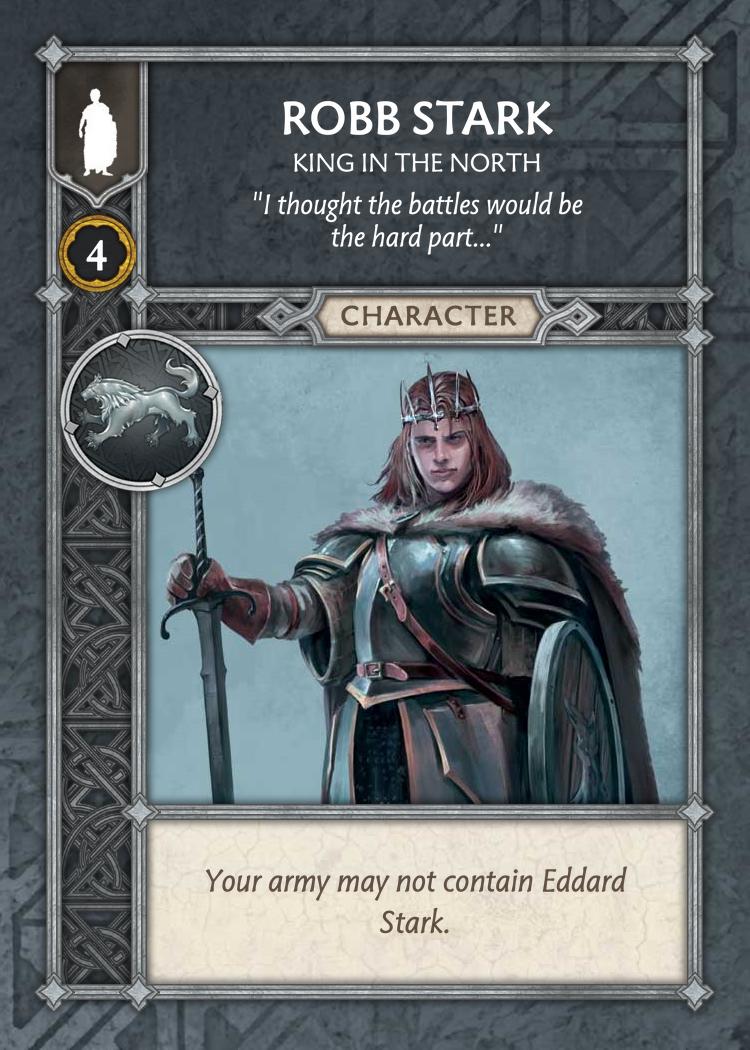 ROBB STARK
KING IN THE NORTH
"I thought the battles would be
the hard part..."
4
CHARACTER
Your army may not contain Eddard
Stark.